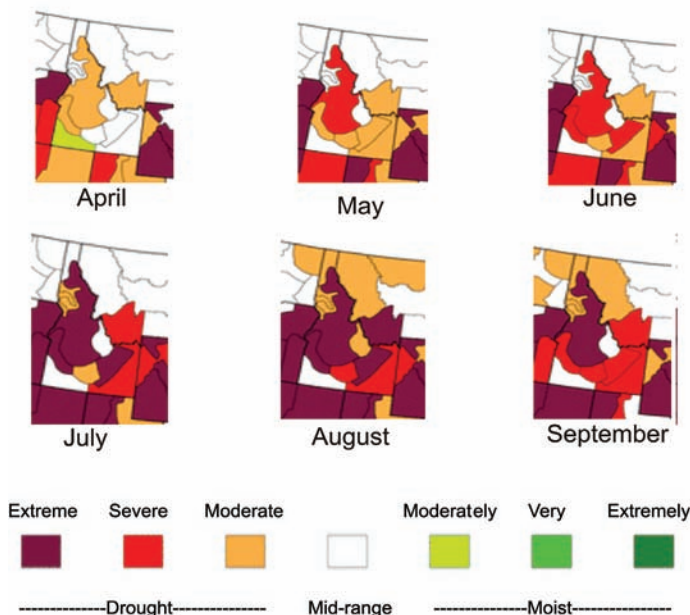 April
May
June
July
August
September
Extreme Severe Moderate Moderately Very Extremely
-------------Drought-------------- Mid-range --------------Moist-----------